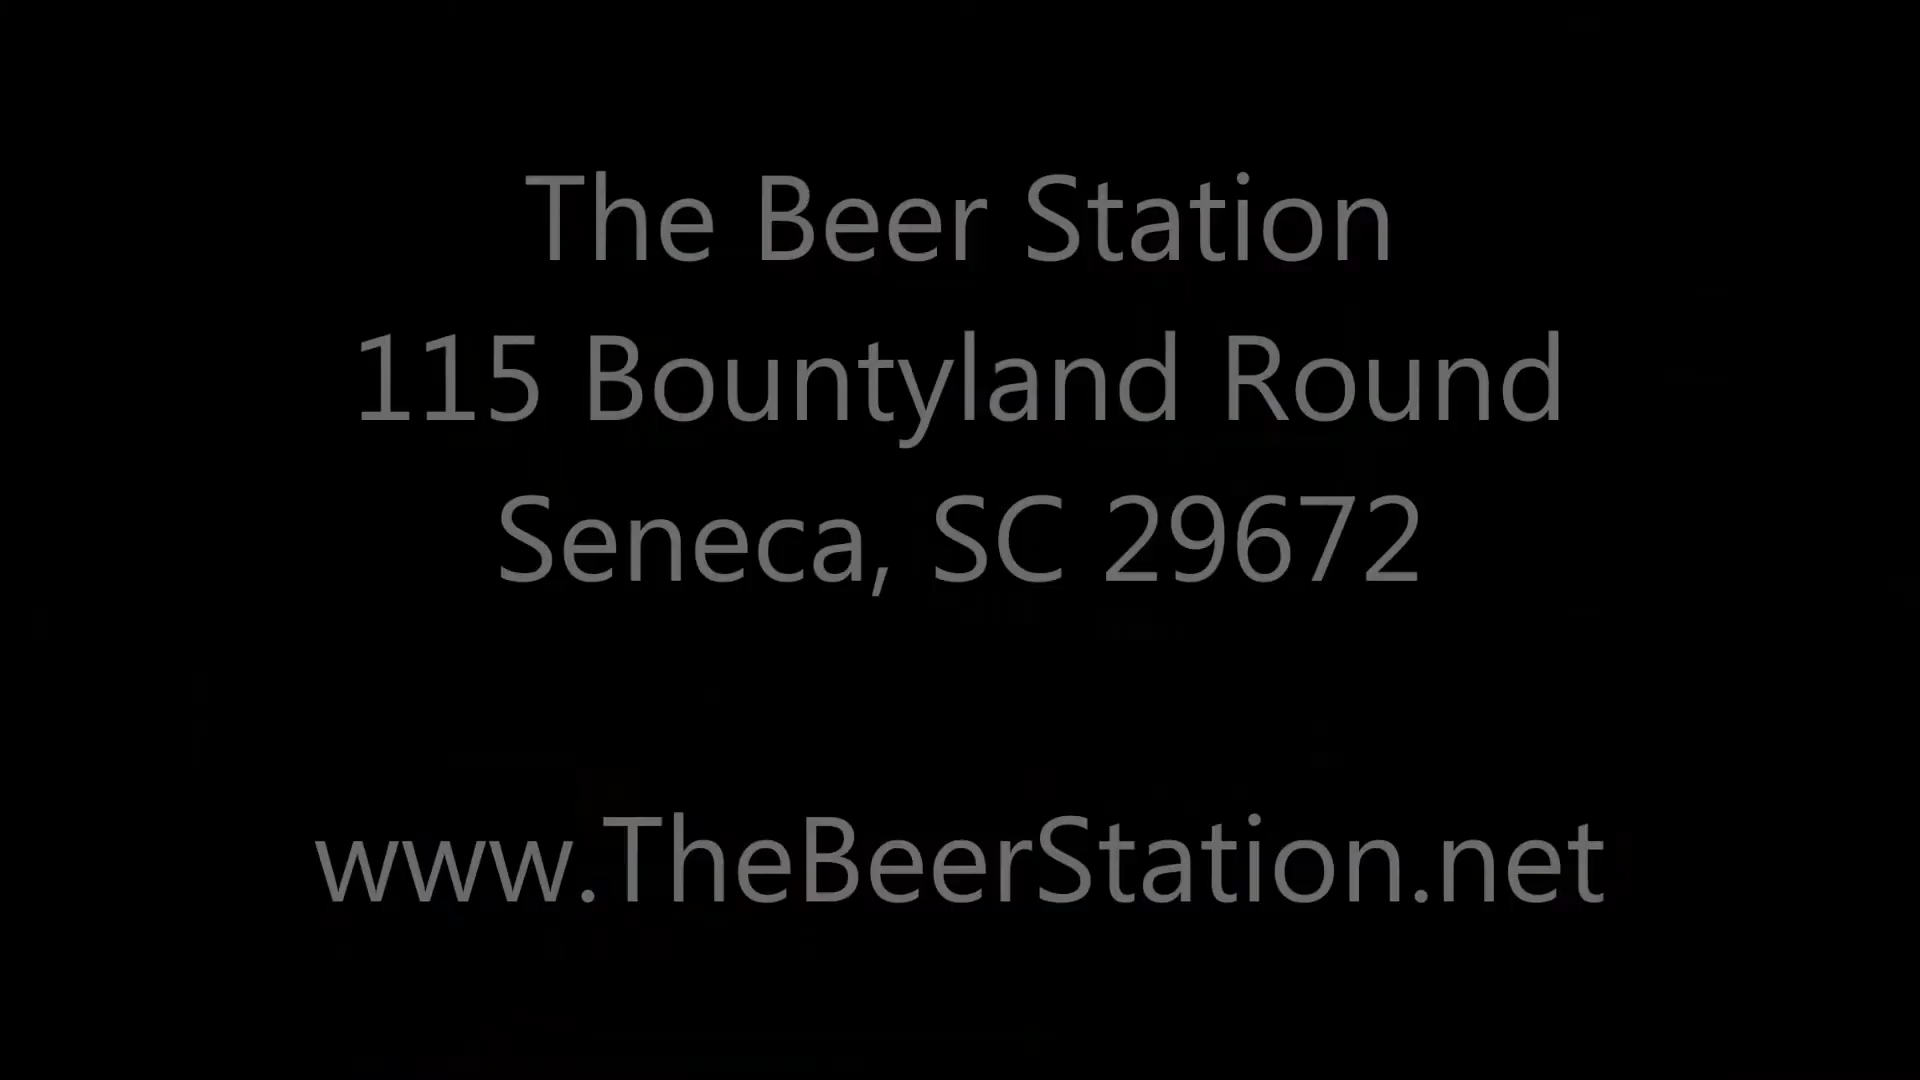 The Beer Station
115 Bountyland Round
Seneca, SC 29672
www.TheBeerStation.net